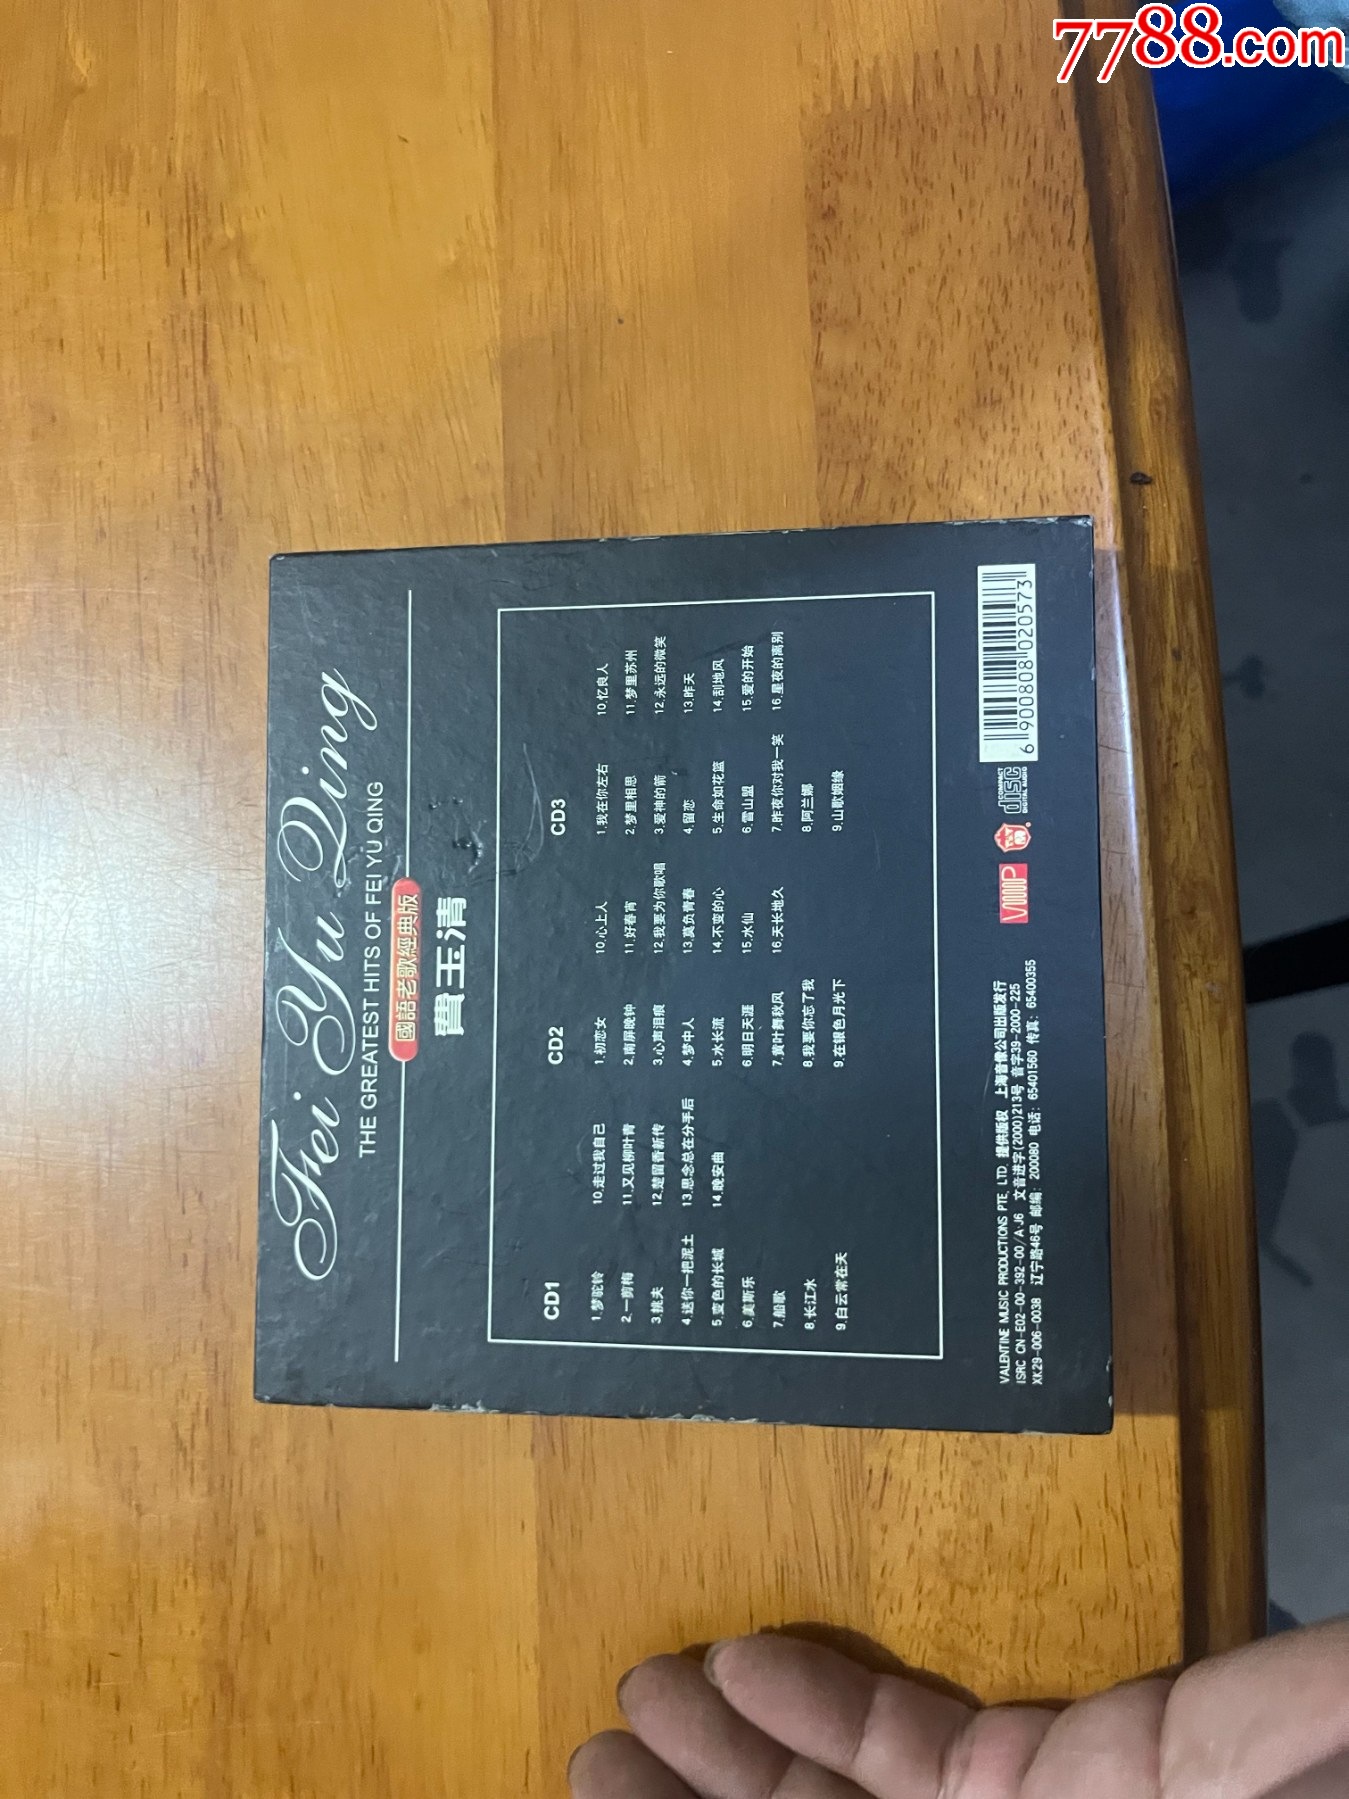 7788.com
Fei Yu Qing
THE GREATEST HITS OF FEI YU QING
國語老歌經典版
費玉清
CD1
1.梦驼铃
2.一剪梅
3.挑夫
4.送你一把泥土
5.变色的长城
6.美斯乐
7.船歌
8.长江水
9.白云常在天
10.走过我自己
11.又见柳叶青
12.楚留香新传
13.思念总在分手后
14.晚安曲
CD2
1.初恋女
2.南屏晚钟
3.心声泪痕
4.梦中人
5.水长流
6.明日天涯
7.黄叶舞秋风
8.我要你忘了我
9.在银色月光下
10.心上人
11.好春宵
12.我要为你歌唱
13.莫负青春
14.不变的心
15.水仙
16.天长地久
CD3
1.我在你左右
2.梦里相思
3.爱神的箭
4.留恋
5.生命如花篮
6.雪山盟
7.昨夜你对我一笑
8.阿兰娜
9.山歌姻缘
10.忆良人
11.梦里苏州
12.永远的微笑
13.昨天
14.刮地风
15.爱的开始
16.星夜的离别
VALENTINE MUSIC PRODUCTIONS PTE, LTD. 提供版权 上海音像公司出版发行
ISRC CN-E02-00-392-00/A·J6 文音进字(2000)213号 音字39-2000-225
XK29-006-0038 辽宁路46号 邮编: 200080 电话: 65401560 传真: 65400355
VMP
COMPACT
disc
DIGITAL AUDIO
6 900808 020573